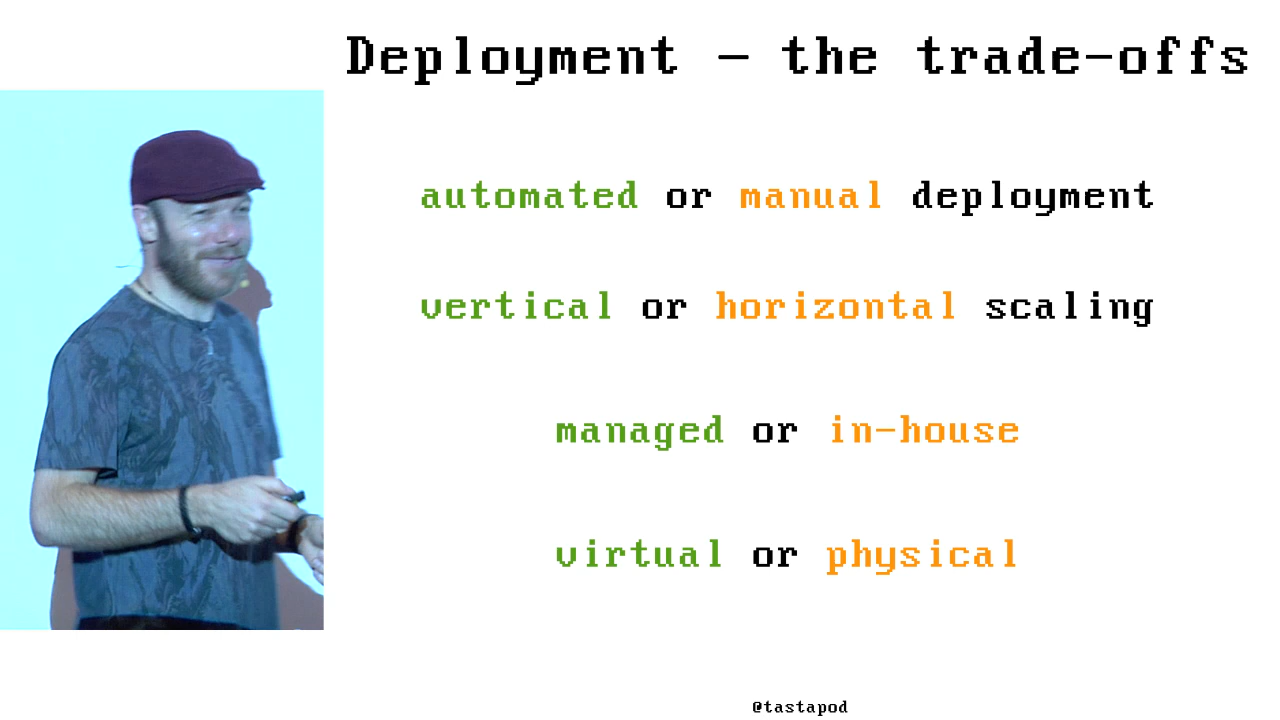 Deployment - the trade-offs
automated or manual deployment
vertical or horizontal scaling
managed or in-house
virtual or physical
@tastapod